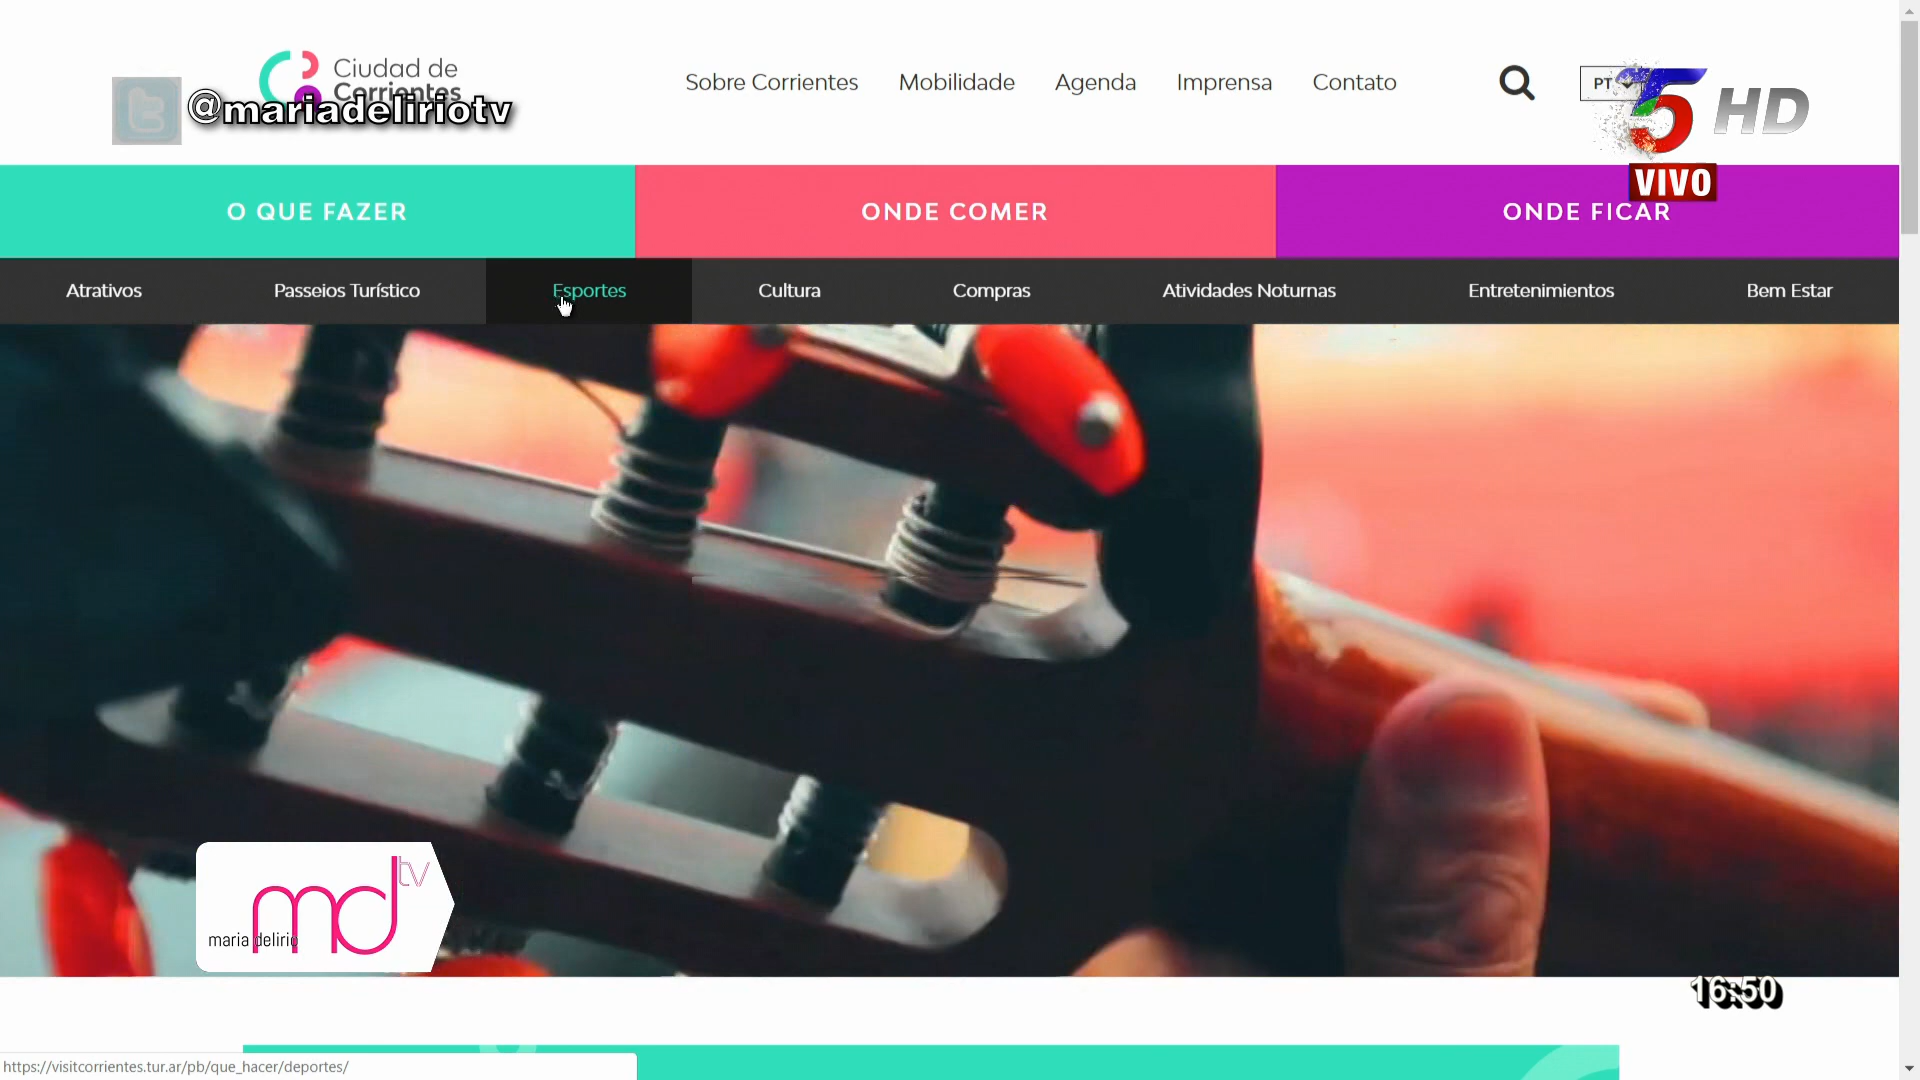 Ciudad de
Corrientes
@mariadeliriotv
Sobre Corrientes
Mobilidade
Agenda
Imprensa
Contato
PT
5 HD
VIVO
O QUE FAZER
ONDE COMER
ONDE FICAR
Atrativos
Passeios Turístico
Esportes
Cultura
Compras
Atividades Noturnas
Entretenimientos
Bem Estar
md tv
maria delirio
16:50
https://visitcorrientes.tur.ar/pb/que_hacer/deportes/